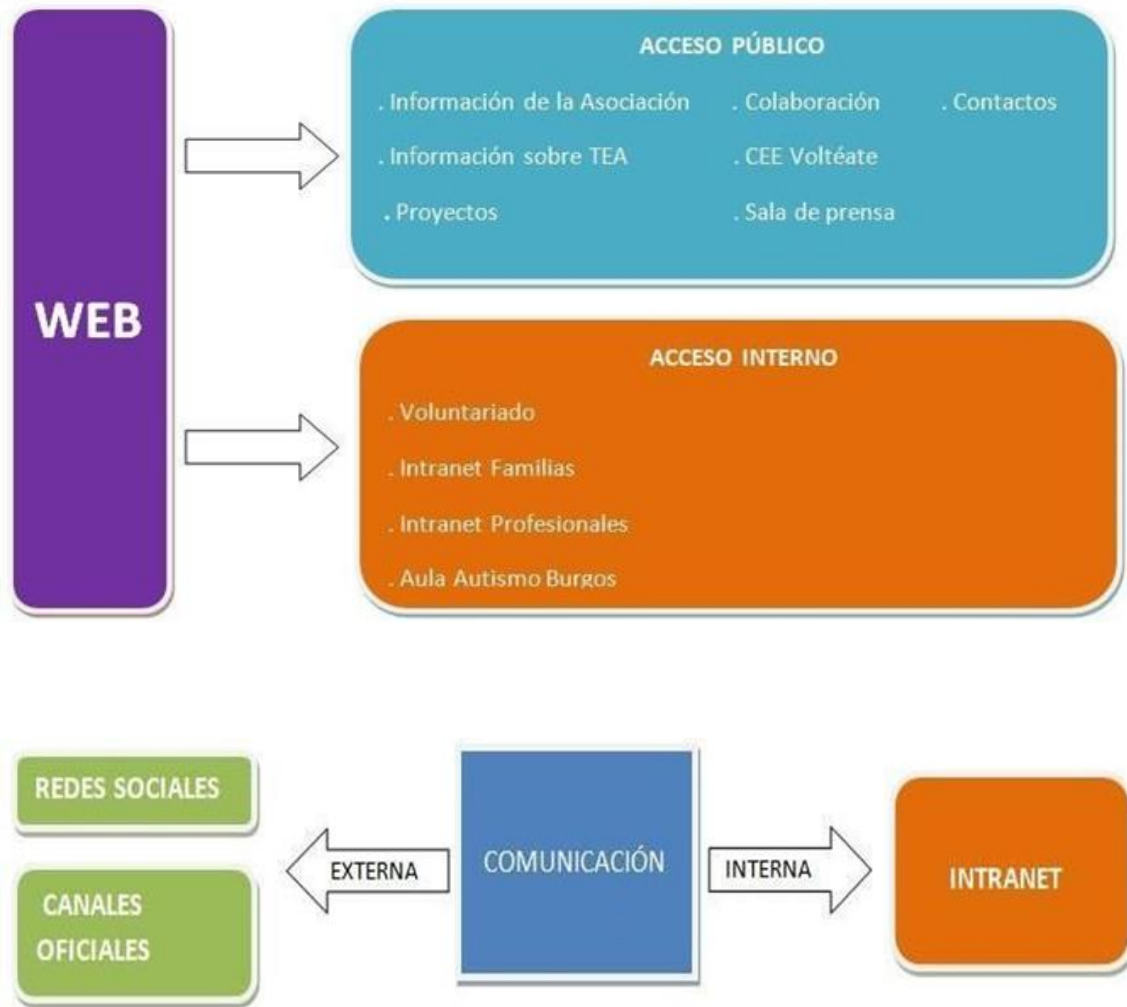 WEB
ACCESO PÚBLICO
. Información de la Asociación . Colaboración . Contactos
. Información sobre TEA . CEE Voltéate
. Proyectos . Sala de prensa
ACCESO INTERNO
. Voluntariado
. Intranet Familias
. Intranet Profesionales
. Aula Autismo Burgos
REDES SOCIALES
CANALES
OFICIALES
EXTERNA
COMUNICACIÓN
INTERNA
INTRANET